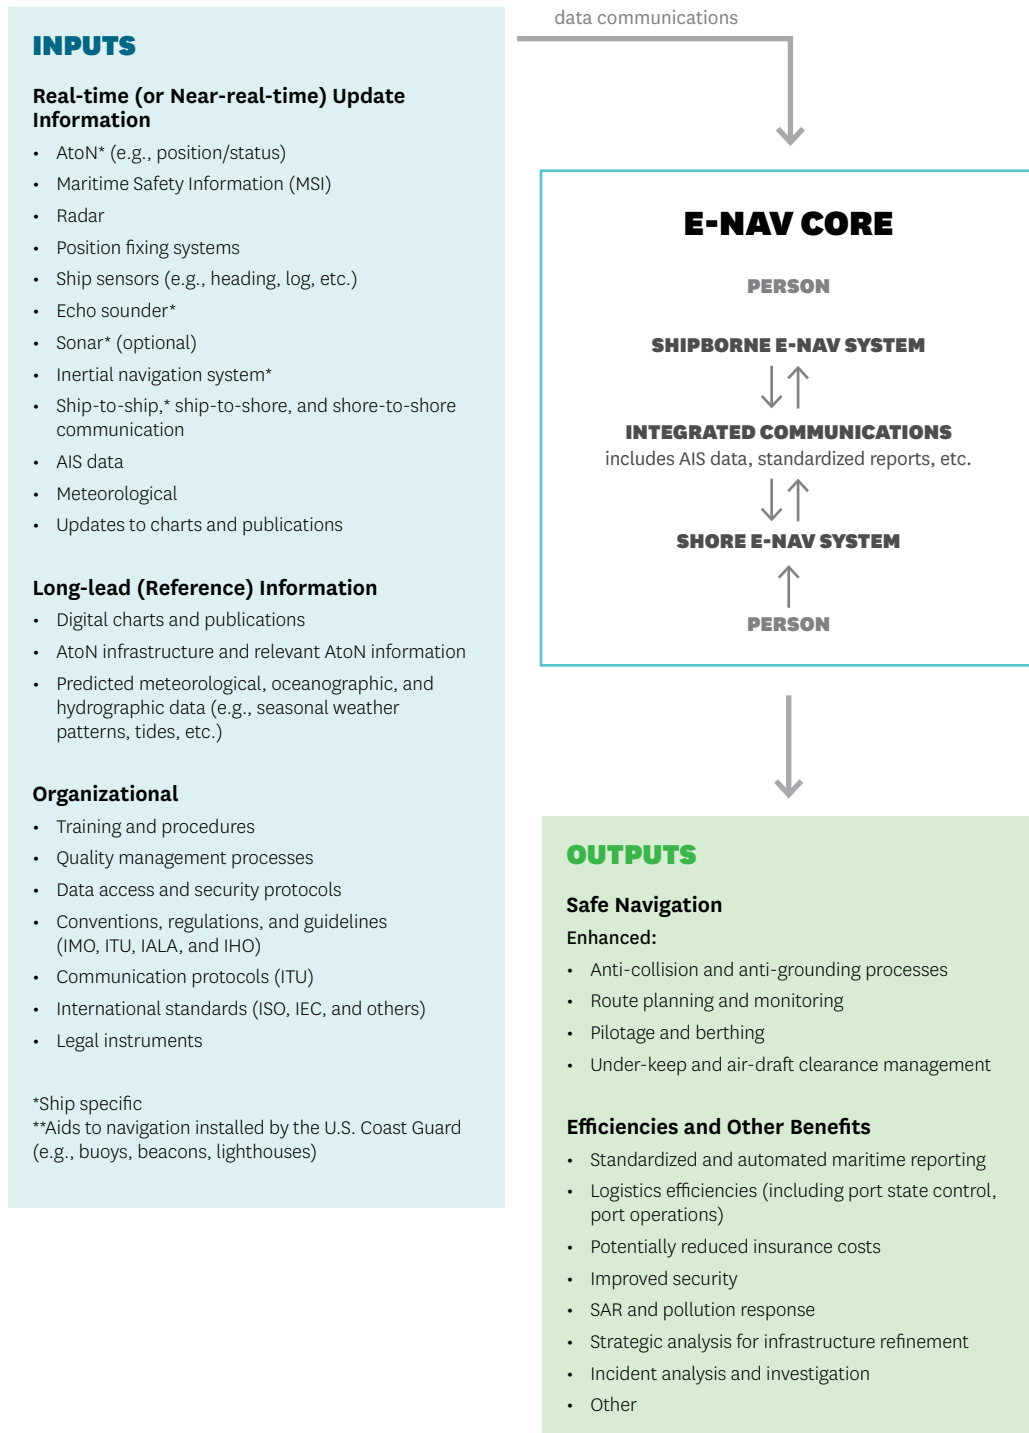 data communications
INPUTS
Real-time (or Near-real-time) Update
Information
• AtoN* (e.g., position/status)
• Maritime Safety Information (MSI)
• Radar
• Position fixing systems
• Ship sensors (e.g., heading, log, etc.)
• Echo sounder*
• Sonar* (optional)
• Inertial navigation system*
• Ship-to-ship,* ship-to-shore, and shore-to-shore
communication
• AIS data
• Meteorological
• Updates to charts and publications
Long-lead (Reference) Information
• Digital charts and publications
• AtoN infrastructure and relevant AtoN information
• Predicted meteorological, oceanographic, and
hydrographic data (e.g., seasonal weather
patterns, tides, etc.)
Organizational
• Training and procedures
• Quality management processes
• Data access and security protocols
• Conventions, regulations, and guidelines
(IMO, ITU, IALA, and IHO)
• Communication protocols (ITU)
• International standards (ISO, IEC, and others)
• Legal instruments
*Ship specific
**Aids to navigation installed by the U.S. Coast Guard
(e.g., buoys, beacons, lighthouses)
E-NAV CORE
PERSON
SHIPBORNE E-NAV SYSTEM
INTEGRATED COMMUNICATIONS
includes AIS data, standardized reports, etc.
SHORE E-NAV SYSTEM
PERSON
OUTPUTS
Safe Navigation
Enhanced:
• Anti-collision and anti-grounding processes
• Route planning and monitoring
• Pilotage and berthing
• Under-keep and air-draft clearance management
Efficiencies and Other Benefits
• Standardized and automated maritime reporting
• Logistics efficiencies (including port state control,
port operations)
• Potentially reduced insurance costs
• Improved security
• SAR and pollution response
• Strategic analysis for infrastructure refinement
• Incident analysis and investigation
• Other